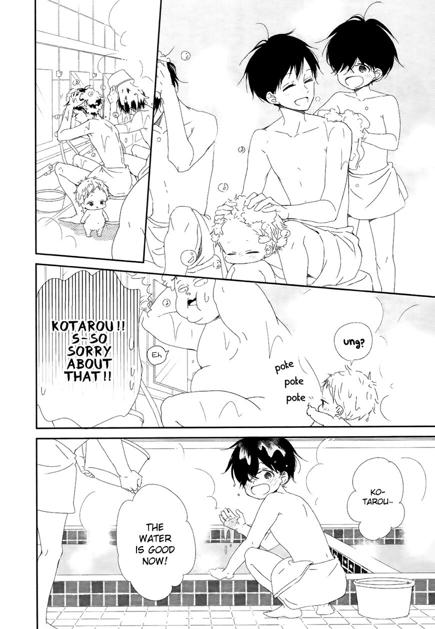 ung?
poke
poke
poke
Eh
KOTAROU!!
S-SO
SORRY
ABOUT
THAT!!
KO-
TAROU-
THE
WATER
IS GOOD
NOW!